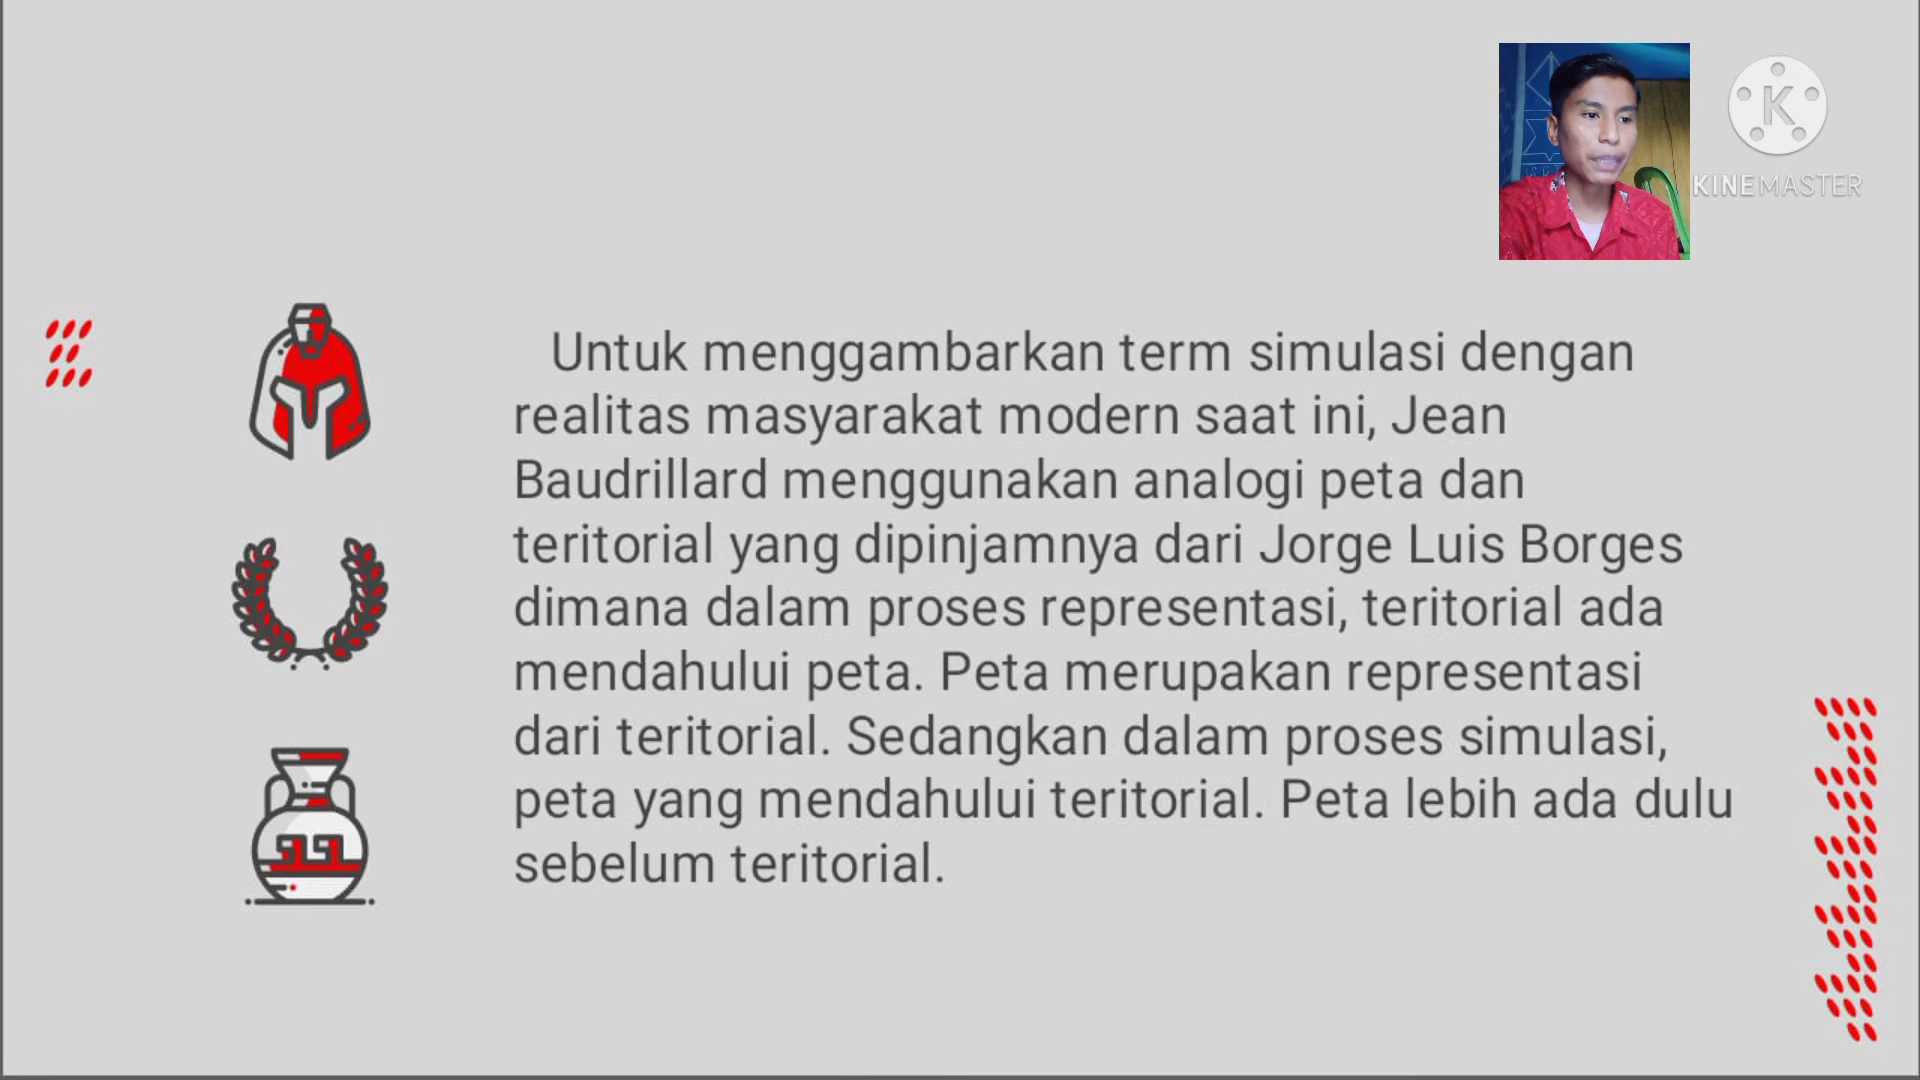 K
KINEMASTER
Untuk menggambarkan term simulasi dengan
realitas masyarakat modern saat ini, Jean
Baudrillard menggunakan analogi peta dan
teritorial yang dipinjamnya dari Jorge Luis Borges
dimana dalam proses representasi, teritorial ada
mendahului peta. Peta merupakan representasi
dari teritorial. Sedangkan dalam proses simulasi,
peta yang mendahului teritorial. Peta lebih ada dulu
sebelum teritorial.